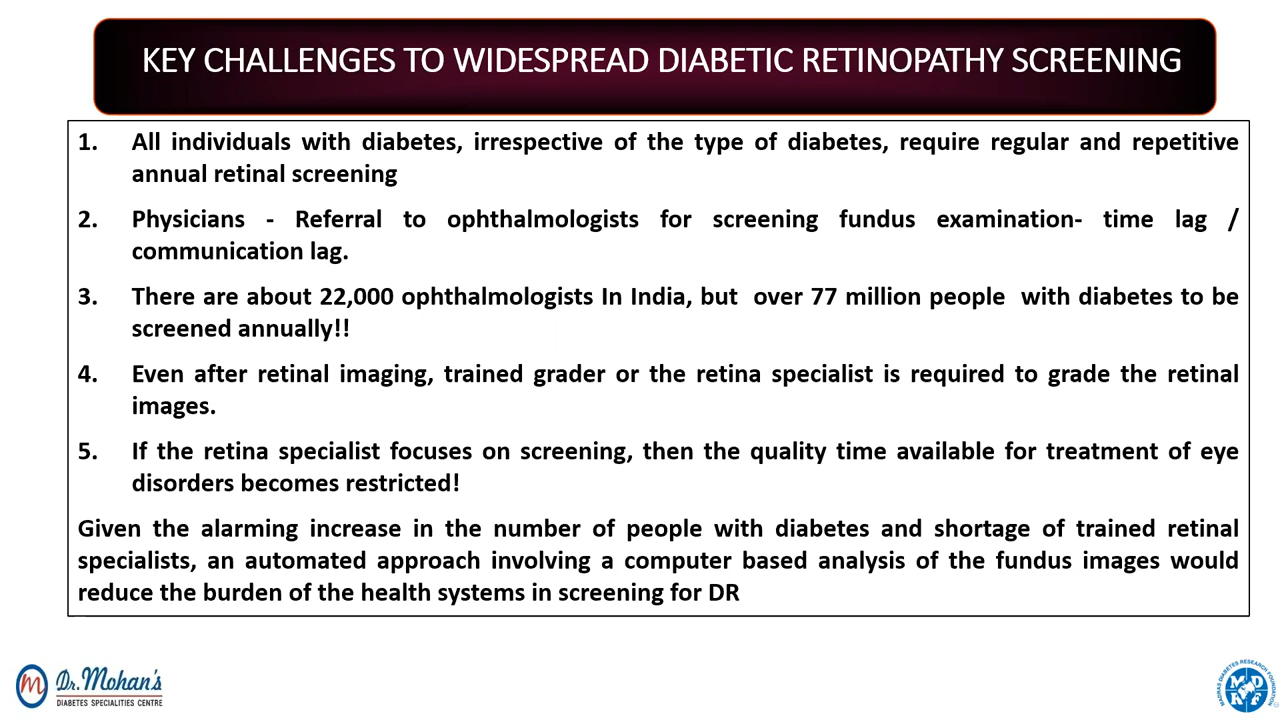 KEY CHALLENGES TO WIDESPREAD DIABETIC RETINOPATHY SCREENING
1. All individuals with diabetes, irrespective of the type of diabetes, require regular and repetitive
annual retinal screening
2. Physicians - Referral to ophthalmologists for screening fundus examination- time lag /
communication lag.
3. There are about 22,000 ophthalmologists In India, but over 77 million people with diabetes to be
screened annually!!
4. Even after retinal imaging, trained grader or the retina specialist is required to grade the retinal
images.
5. If the retina specialist focuses on screening, then the quality time available for treatment of eye
disorders becomes restricted!
Given the alarming increase in the number of people with diabetes and shortage of trained retinal
specialists, an automated approach involving a computer based analysis of the fundus images would
reduce the burden of the health systems in screening for DR
m Dr. Mohan's
DIABETES SPECIALITIES CENTRE
MADRAS DIABETES RESEARCH FOUNDATION
MD
RF